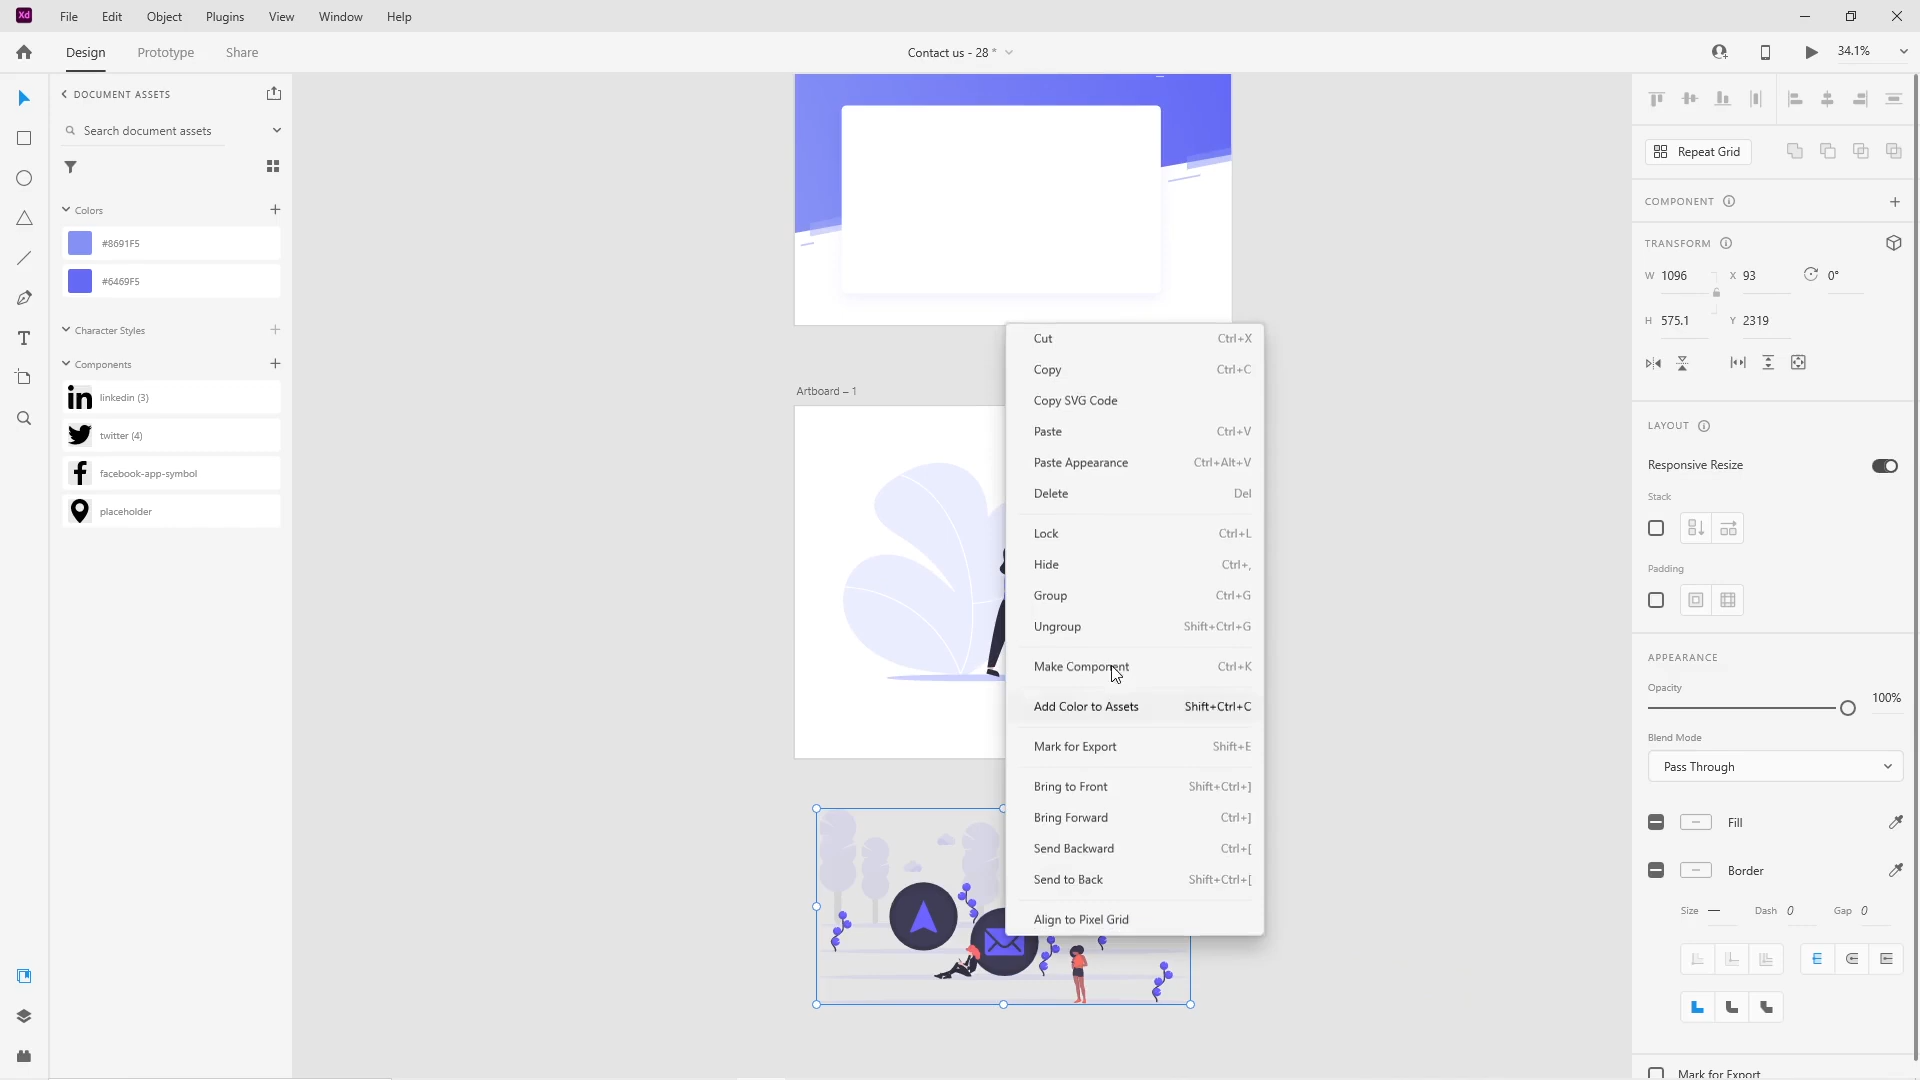 Xd
File Edit Object Plugins View Window Help
Design Prototype Share
Contact us - 28 *
34.1%
DOCUMENT ASSETS
Search document assets
Colors
#8691F5
#6469F5
Character Styles
Components
linkedin (3)
twitter (4)
facebook-app-symbol
placeholder
Artboard – 1
Cut Ctrl+X
Copy Ctrl+C
Copy SVG Code
Paste Ctrl+V
Paste Appearance Ctrl+Alt+V
Delete Del
Lock Ctrl+L
Hide Ctrl+,
Group Ctrl+G
Ungroup Shift+Ctrl+G
Make Component Ctrl+K
Add Color to Assets Shift+Ctrl+C
Mark for Export Shift+E
Bring to Front Shift+Ctrl+]
Bring Forward Ctrl+]
Send Backward Ctrl+[
Send to Back Shift+Ctrl+[
Align to Pixel Grid
Repeat Grid
COMPONENT
TRANSFORM
W 1096 X 93 0°
H 575.1 Y 2319
LAYOUT
Responsive Resize
Stack
Padding
APPEARANCE
Opacity
100%
Blend Mode
Pass Through
Fill
Border
Size — Dash 0 Gap 0
Mark for Export